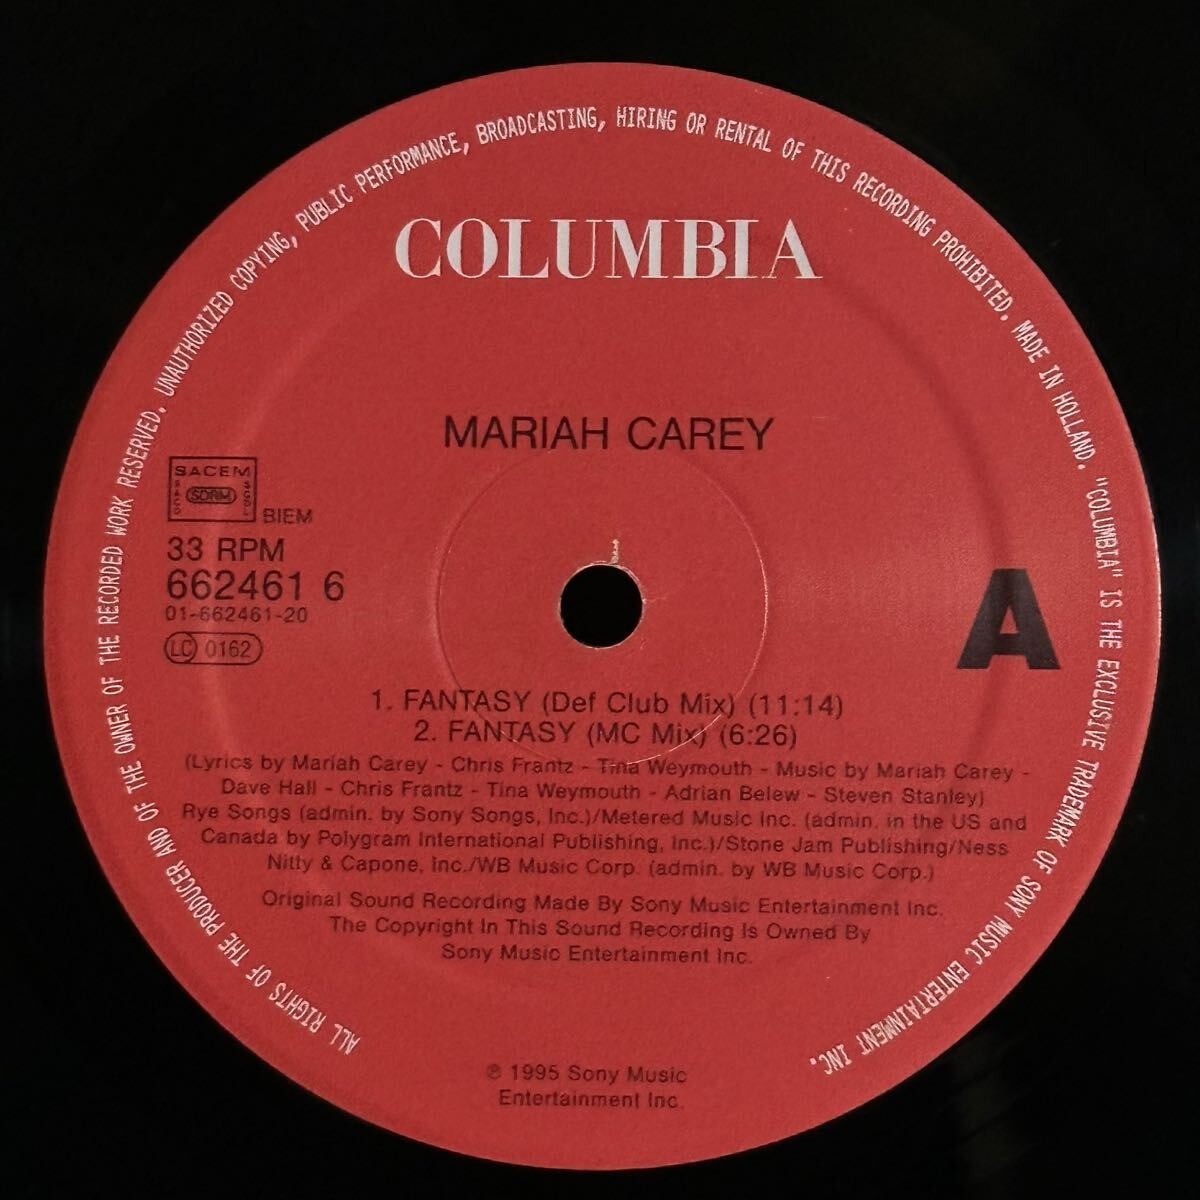 ALL RIGHTS OF THE PRODUCER AND OF THE OWNER OF THE RECORDED WORK RESERVED. UNAUTHORIZED COPYING, PUBLIC PERFORMANCE, BROADCASTING, HIRING OR RENTAL OF THIS RECORDING PROHIBITED. MADE IN HOLLAND. "COLUMBIA" IS THE EXCLUSIVE TRADEMARK OF SONY MUSIC ENTERTAINMENT INC.
COLUMBIA
MARIAH CAREY
SACEM
SACD
SDRM
SGDL
BIEM
33 RPM
662461 6
01-662461-20
LC 0162
A
1. FANTASY (Def Club Mix) (11:14)
2. FANTASY (MC Mix) (6:26)
(Lyrics by Mariah Carey - Chris Frantz - Tina Weymouth - Music by Mariah Carey -
Dave Hall - Chris Frantz - Tina Weymouth - Adrian Belew - Steven Stanley)
Rye Songs (admin. by Sony Songs, Inc.)/Metered Music Inc. (admin. in the US and
Canada by Polygram International Publishing, Inc.)/Stone Jam Publishing/Ness
Nitty & Capone, Inc./WB Music Corp. (admin. by WB Music Corp.)
Original Sound Recording Made By Sony Music Entertainment Inc.
The Copyright In This Sound Recording Is Owned By
Sony Music Entertainment Inc.
℗ 1995 Sony Music
Entertainment Inc.